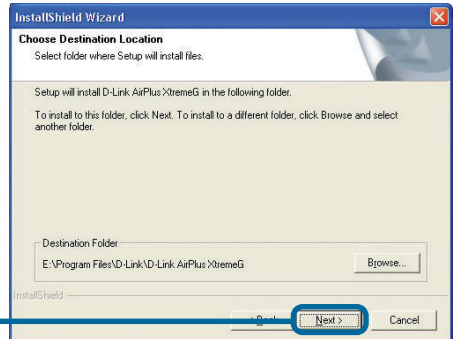 InstallShield Wizard
Choose Destination Location
Select folder where Setup will install files.
Setup will install D-Link AirPlus XtremeG in the following folder.
To install to this folder, click Next. To install to a different folder, click Browse and select
another folder.
Destination Folder
E:\Program Files\D-Link\D-Link AirPlus XtremeG
Browse...
InstallShield
Next >
Cancel